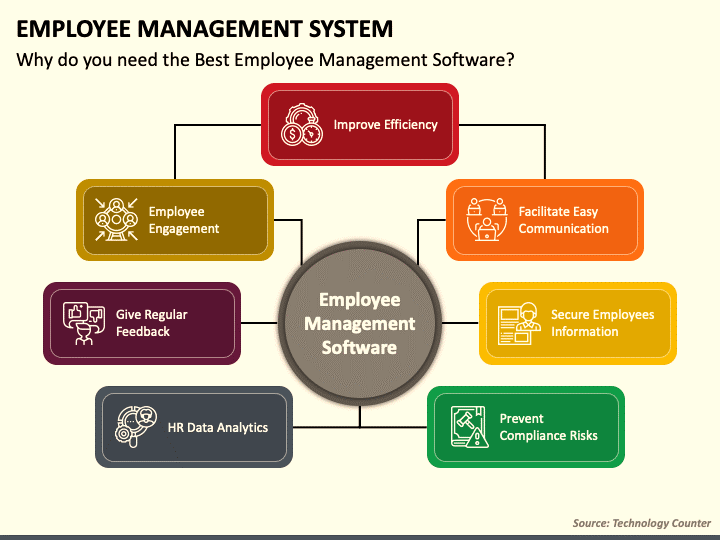 EMPLOYEE MANAGEMENT SYSTEM
Why do you need the Best Employee Management Software?
Improve Efficiency
Employee
Engagement
Facilitate Easy
Communication
Give Regular
Feedback
Employee
Management
Software
Secure Employees
Information
HR Data Analytics
Prevent
Compliance Risks
Source: Technology Counter